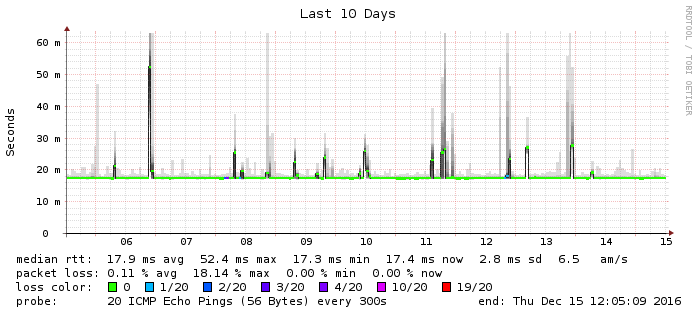 Last 10 Days
RRDTOOL / TOBI OETIKER
Seconds
60 m
50 m
40 m
30 m
20 m
10 m
0
06 07 08 09 10 11 12 13 14 15
median rtt: 17.9 ms avg 52.4 ms max 17.3 ms min 17.4 ms now 2.8 ms sd 6.5 am/s
packet loss: 0.11 % avg 18.14 % max 0.00 % min 0.00 % now
loss color: 0 1/20 2/20 3/20 4/20 10/20 19/20
probe: 20 ICMP Echo Pings (56 Bytes) every 300s end: Thu Dec 15 12:05:09 2016